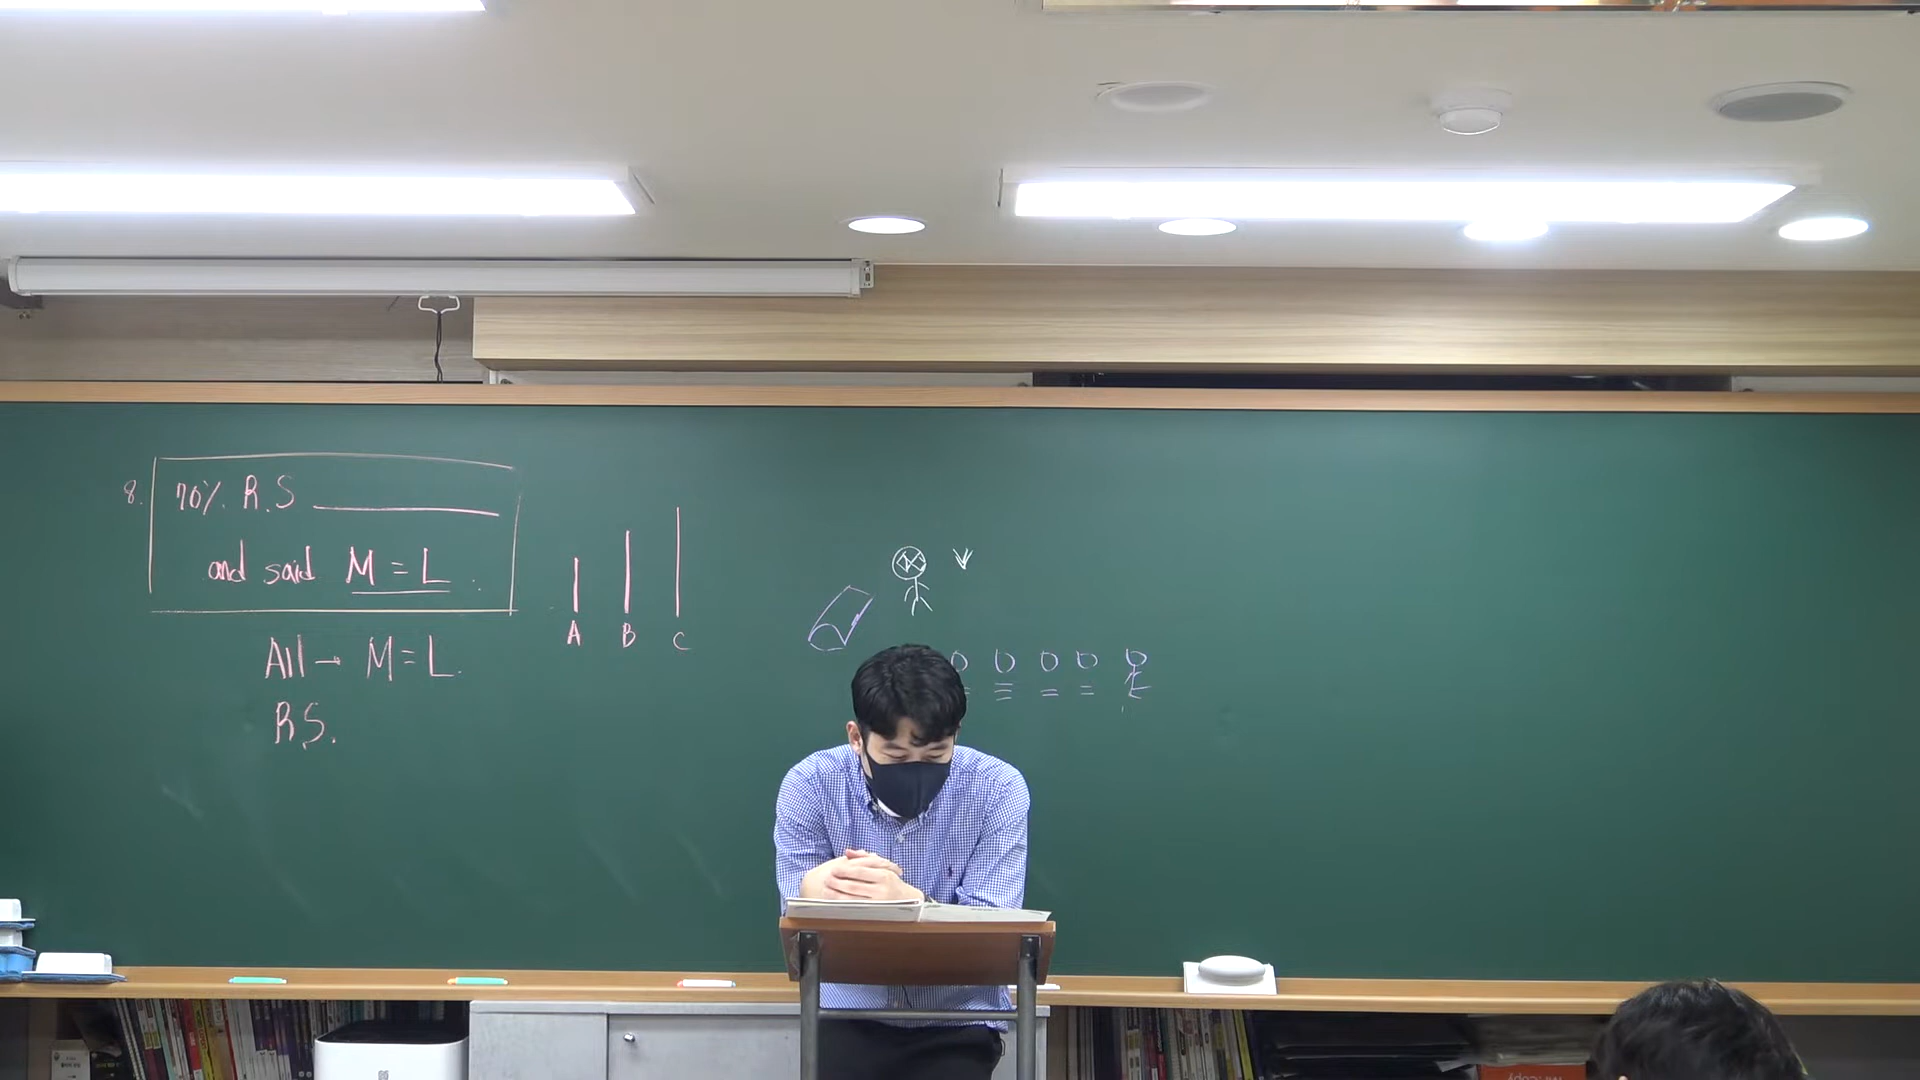 8. 70% R.S
and said M = L.
All → M = L.
R.S.
A B C